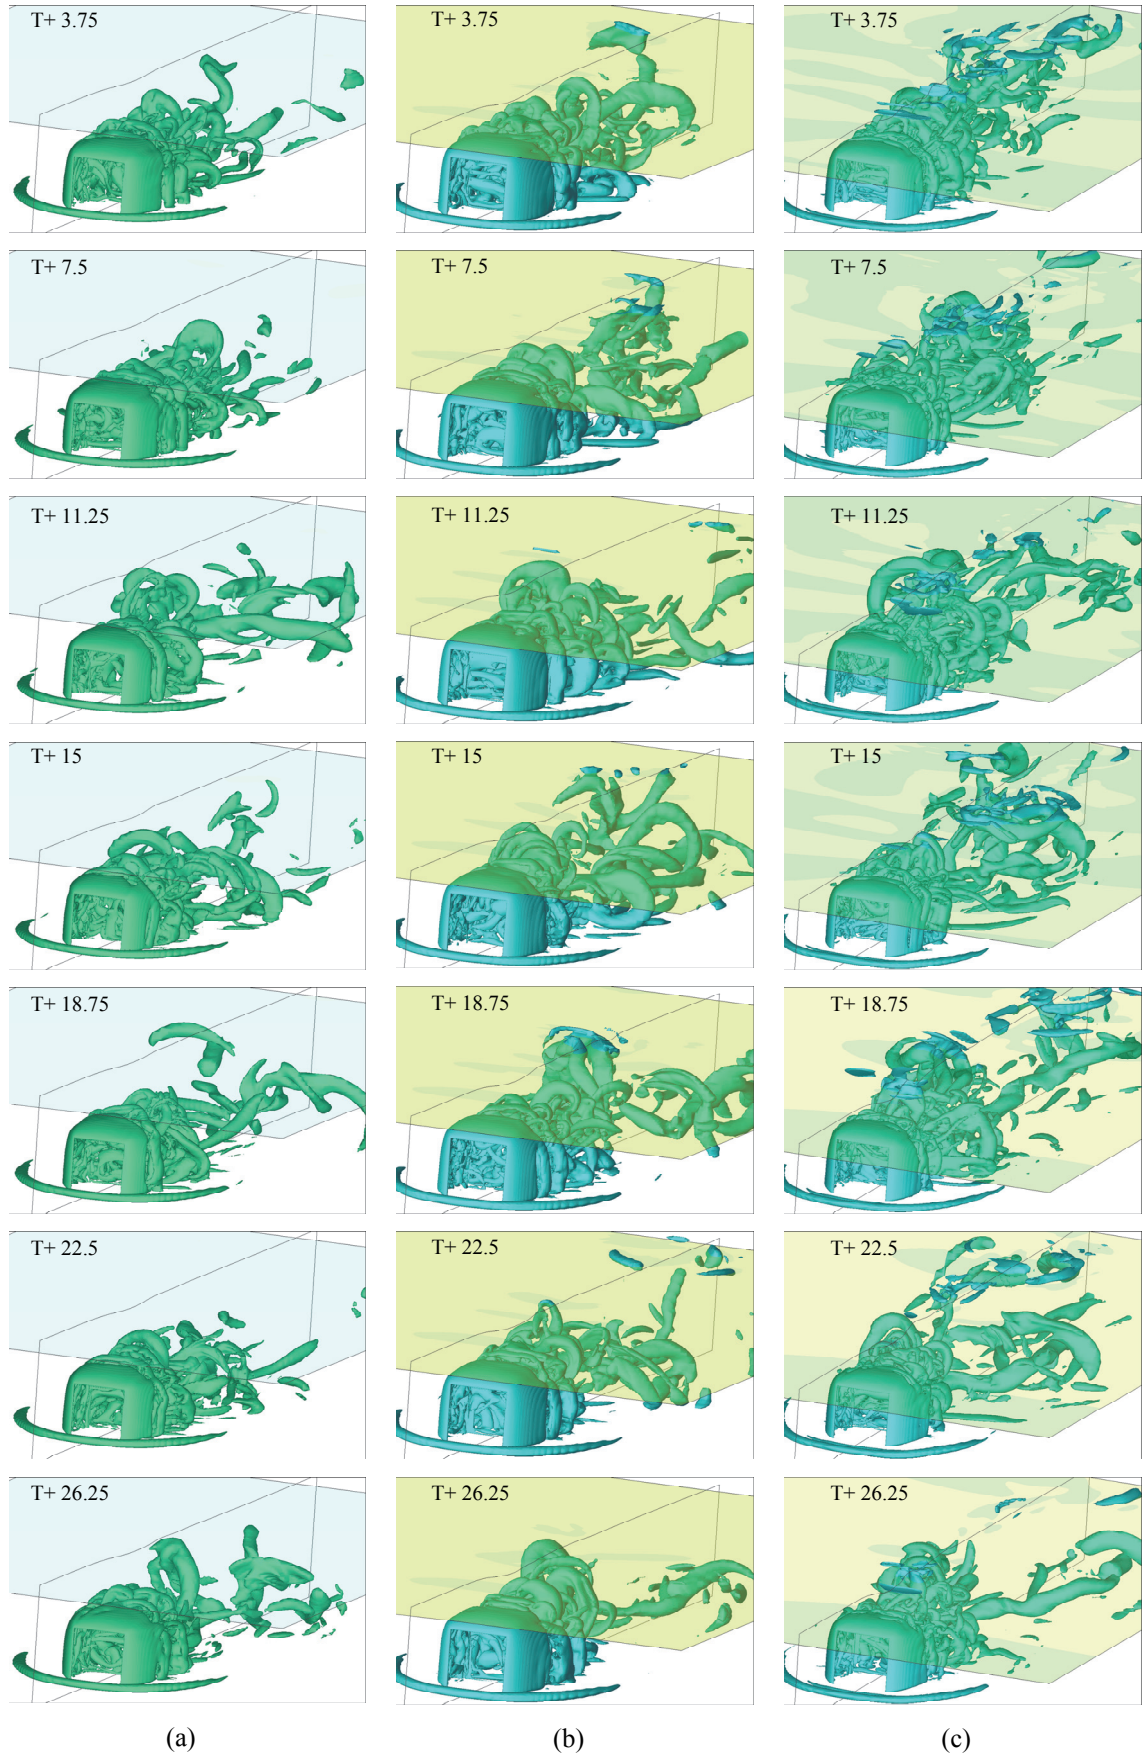 T+ 3.75 T+ 3.75 T+ 3.75
T+ 7.5 T+ 7.5 T+ 7.5
T+ 11.25 T+ 11.25 T+ 11.25
T+ 15 T+ 15 T+ 15
T+ 18.75 T+ 18.75 T+ 18.75
T+ 22.5 T+ 22.5 T+ 22.5
T+ 26.25 T+ 26.25 T+ 26.25
(a) (b) (c)